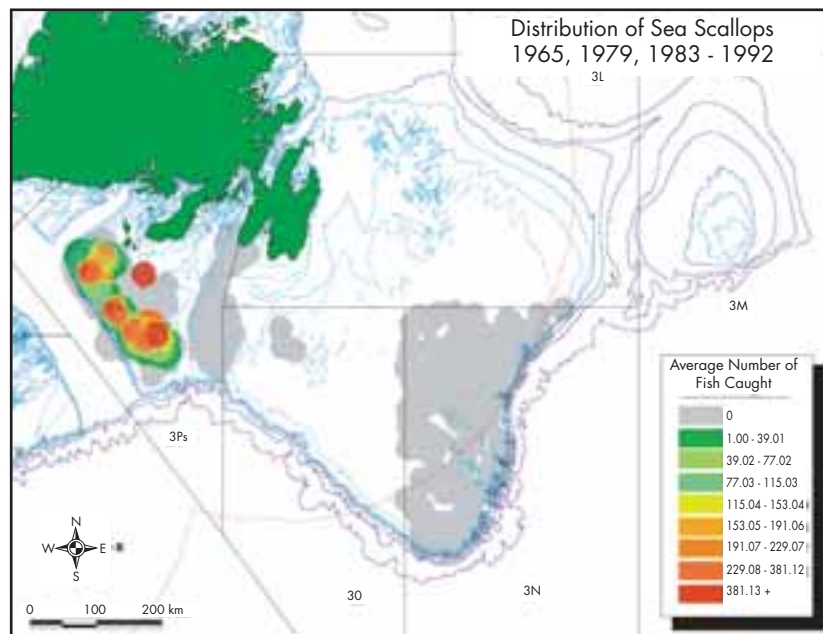 Distribution of Sea Scallops
1965, 1979, 1983 - 1992
3L
3M
3Ps
30
3N
N
W E
S
0 100 200 km
Average Number of
Fish Caught
0
1.00 - 39.01
39.02 - 77.02
77.03 - 115.03
115.04 - 153.04
153.05 - 191.06
191.07 - 229.07
229.08 - 381.12
381.13 +